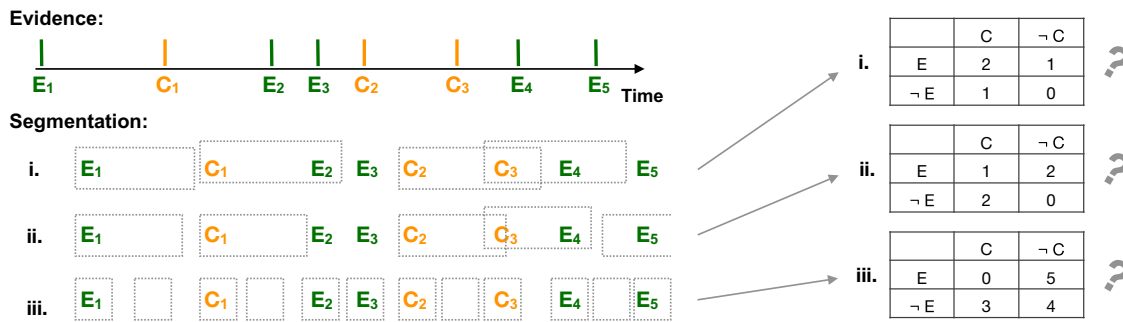 Evidence:
E₁ C₁ E₂ E₃ C₂ C₃ E₄ E₅ Time
Segmentation:
i. E₁ C₁ E₂ E₃ C₂ C₃ E₄ E₅
ii. E₁ C₁ E₂ E₃ C₂ C₃ E₄ E₅
iii. E₁ C₁ E₂ E₃ C₂ C₃ E₄ E₅
C ¬ C
i. E 2 1 ?
¬ E 1 0
C ¬ C
ii. E 1 2 ?
¬ E 2 0
C ¬ C
iii. E 0 5 ?
¬ E 3 4